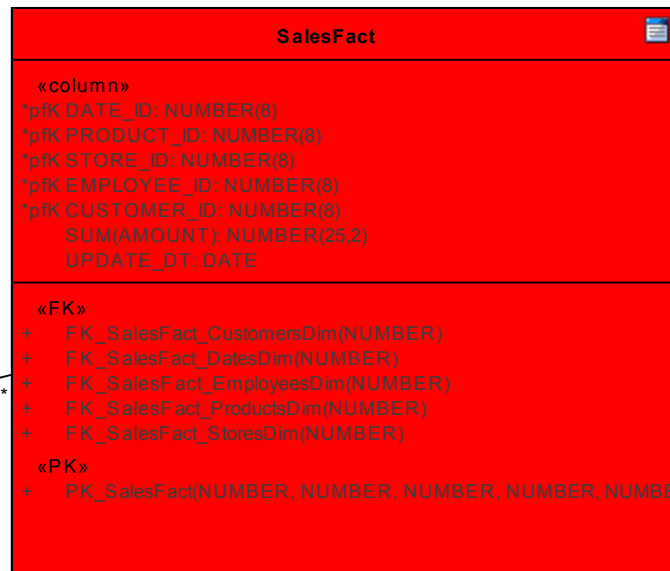 SalesFact
«column»
*pfK DATE_ID: NUMBER(8)
*pfK PRODUCT_ID: NUMBER(8)
*pfK STORE_ID: NUMBER(8)
*pfK EMPLOYEE_ID: NUMBER(8)
*pfK CUSTOMER_ID: NUMBER(8)
SUM(AMOUNT): NUMBER(25,2)
UPDATE_DT: DATE
«FK»
+ FK_SalesFact_CustomersDim(NUMBER)
+ FK_SalesFact_DatesDim(NUMBER)
+ FK_SalesFact_EmployeesDim(NUMBER)
+ FK_SalesFact_ProductsDim(NUMBER)
+ FK_SalesFact_StoresDim(NUMBER)
*
«PK»
+ PK_SalesFact(NUMBER, NUMBER, NUMBER, NUMBER, NUMBE